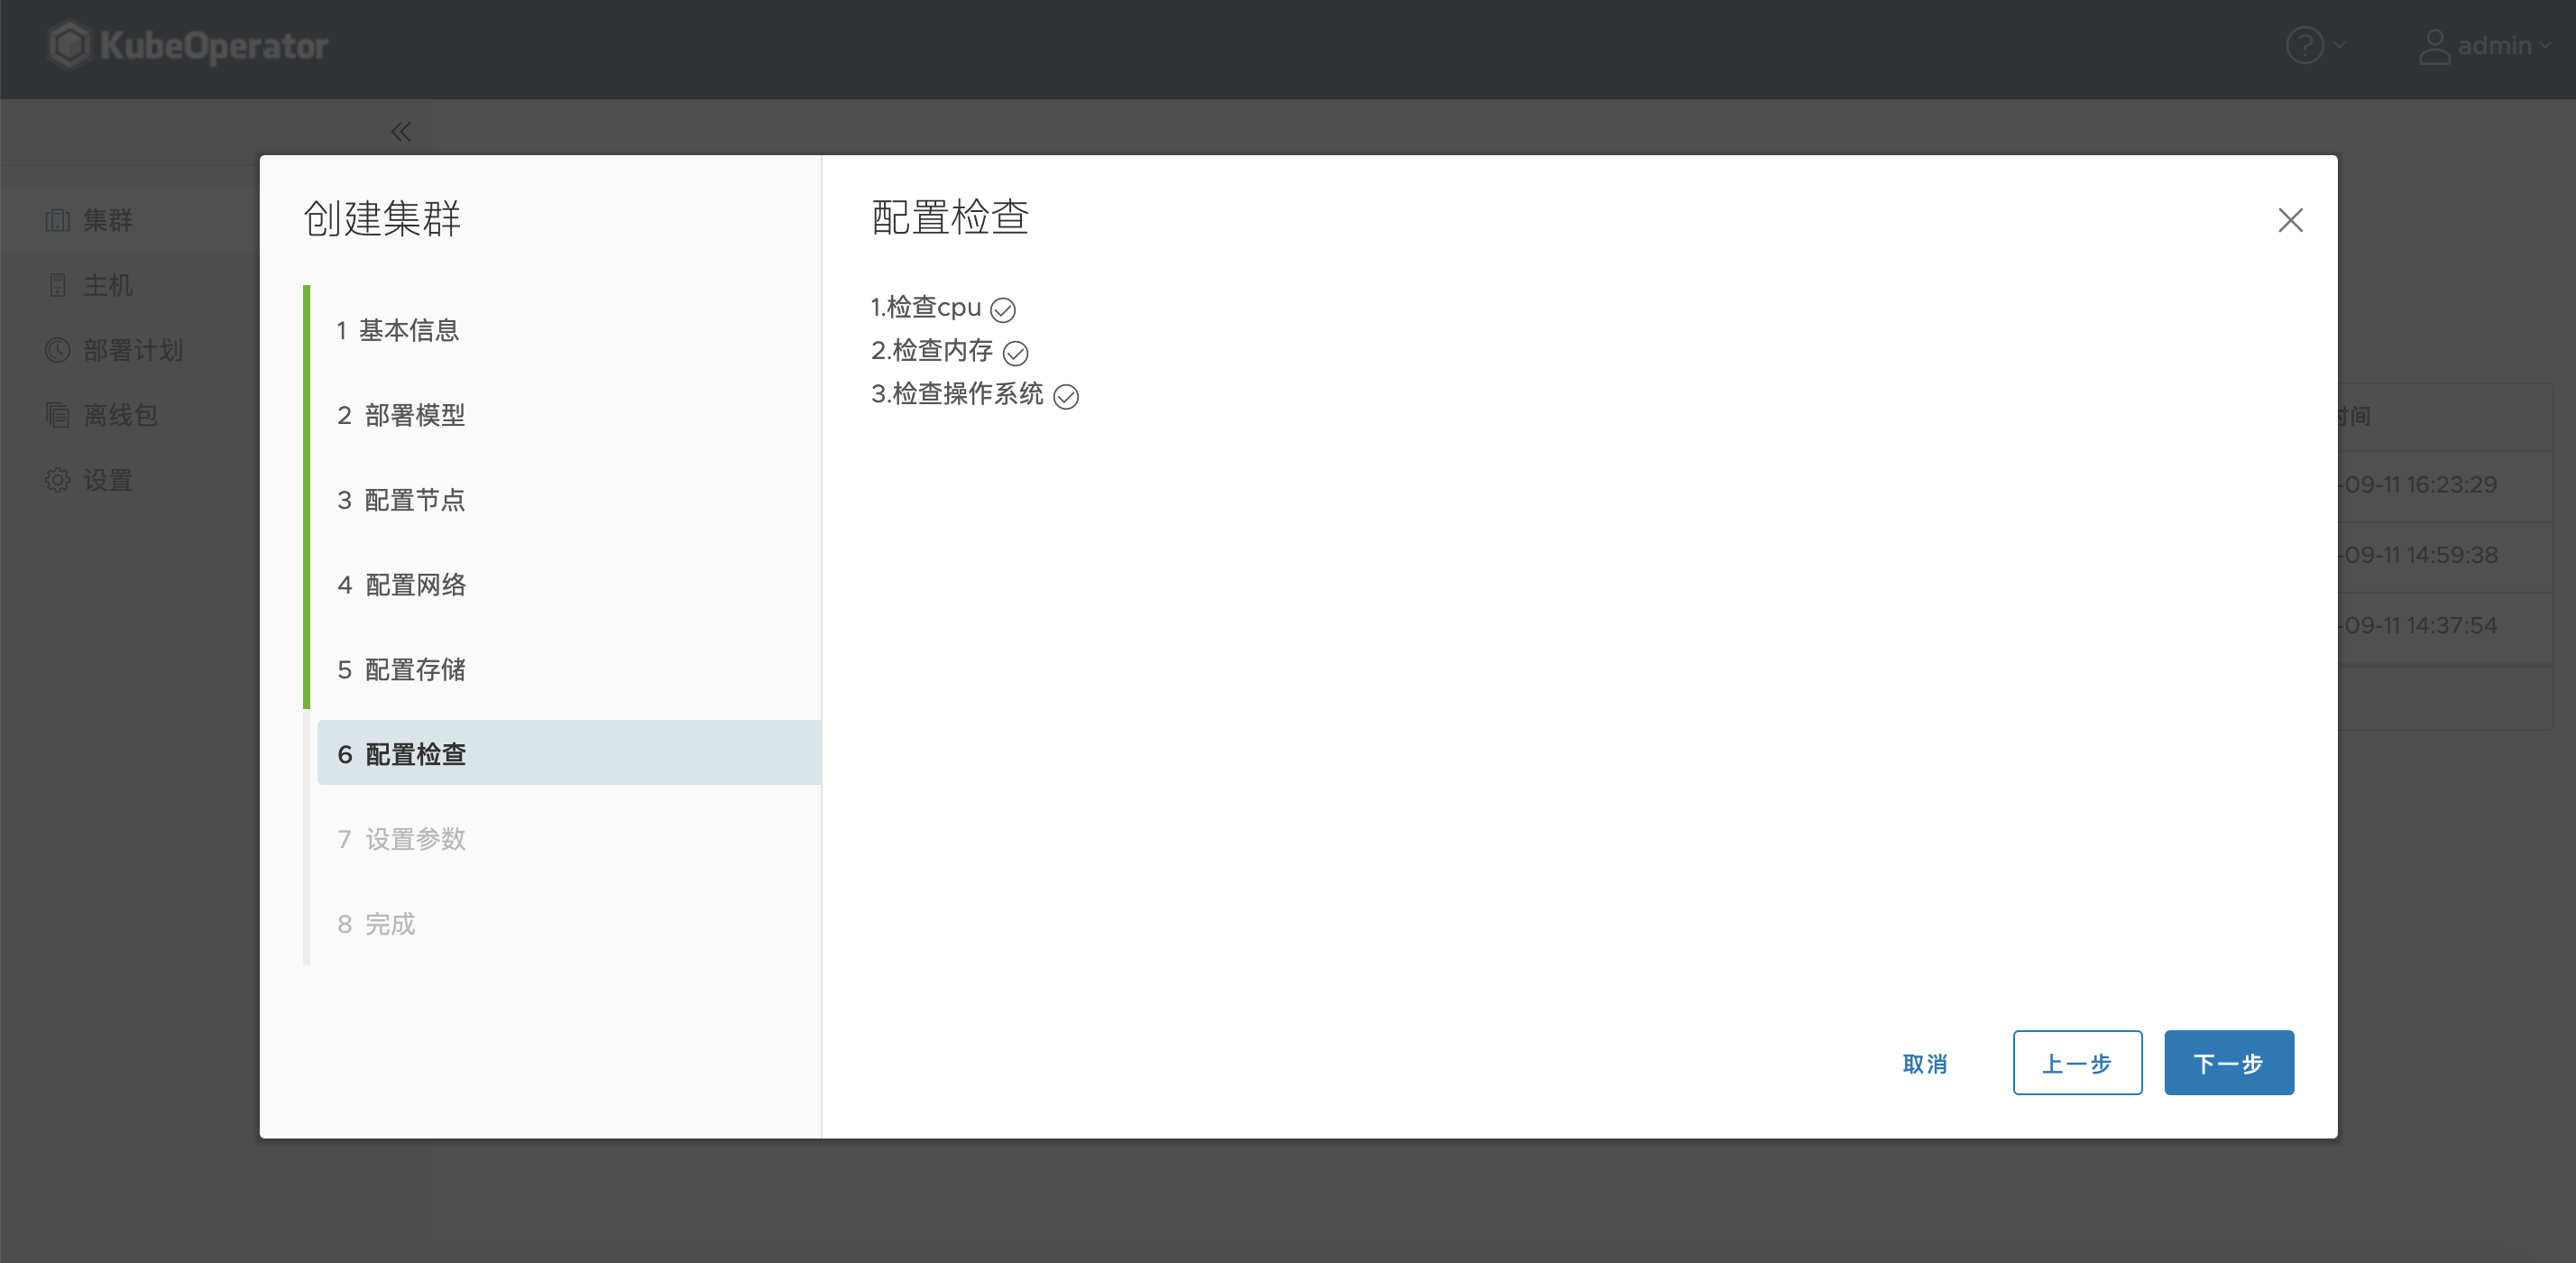 KubeOperator
admin
集群
主机
部署计划
离线包
设置
创建集群
1 基本信息
2 部署模型
3 配置节点
4 配置网络
5 配置存储
6 配置检查
7 设置参数
8 完成
配置检查
1.检查cpu
2.检查内存
3.检查操作系统
取消
上一步
下一步
时间
-09-11 16:23:29
-09-11 14:59:38
-09-11 14:37:54